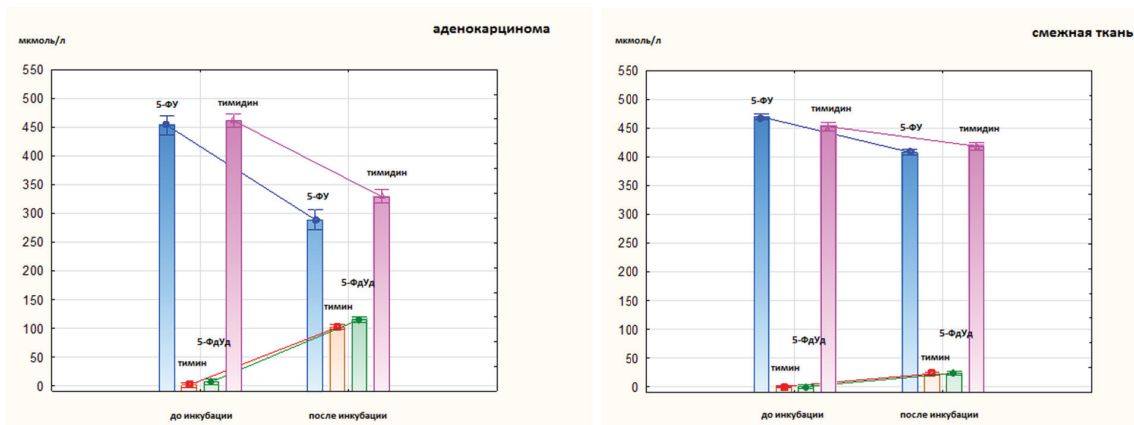 аденокарцинома
мкмоль/л
550
500
450
400
350
300
250
200
150
100
50
0
5-ФУ
тимидин
5-ФУ
тимидин
тимин
5-ФдУд
тимин
5-ФдУд
до инкубации
после инкубации
смежная ткань
мкмоль/л
550
500
450
400
350
300
250
200
150
100
50
0
5-ФУ
тимидин
5-ФУ
тимидин
тимин
5-ФдУд
тимин
5-ФдУд
до инкубации
после инкубации